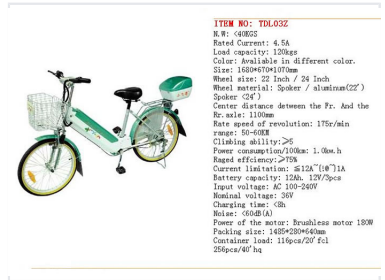 ITEM NO: TDL03Z
N.W: <40KGS
Rated Current: 4.5A
Load capacity: 120kgs
Color: Avaliable in different color.
Size: 1680*670*1070mm
Wheel size: 22 Inch / 24 Inch
Wheel material: Spoker / aluminum(22")
Spoker <24")
Center distance detween the Fr. And the
Rr.axle: 1100mm
Rate speed of revolution: 175r/min
range: 50-60KM
Climbing ability:≥5
Power consumption/100km: 1.0kw.h
Raged effciency:≥75%
Current limitation: ≦12A
Battery capacity: 12Ah, 12V/3pcs
Input voltage: AC 100-240V
Nominal voltage: 36V
Charging time: <8h
Noise: <60dB(A)
Power of the motor: Brushless motor 180W
Packing size: 1485*280*640mm
Container load: 116pcs/20'fcl
256pcs/40'hq